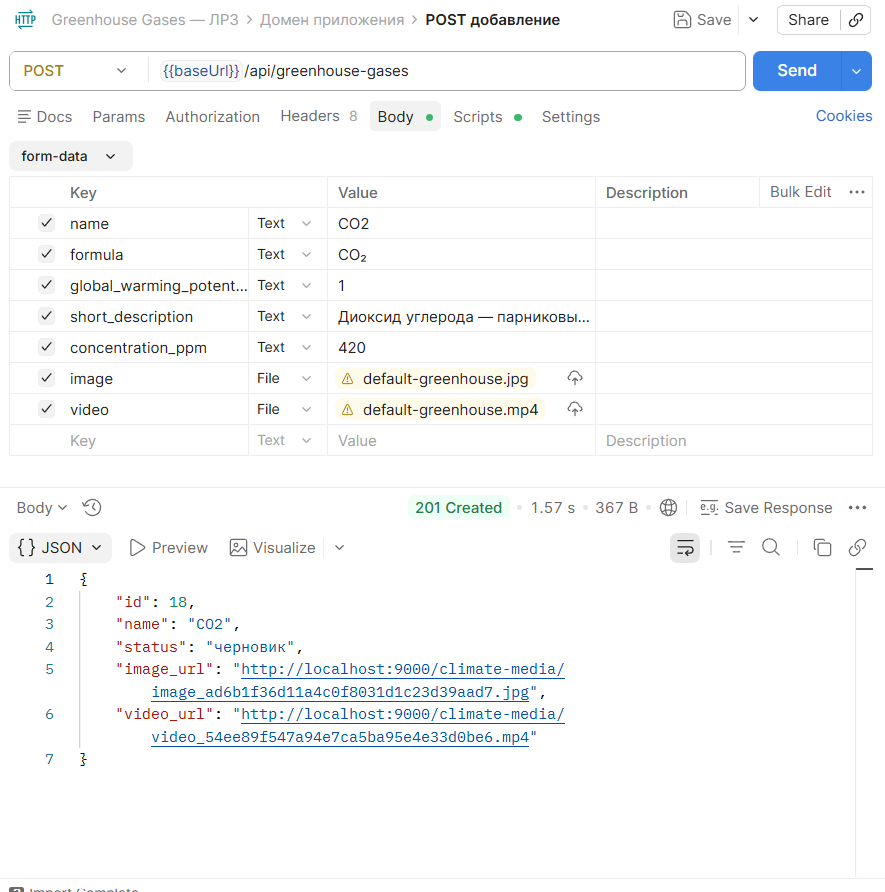 HTTP Greenhouse Gases — ЛР3 > Домен приложения > POST добавление Save Share
POST {{baseUrl}} /api/greenhouse-gases Send
Docs Params Authorization Headers 8 Body Scripts Settings Cookies
form-data
Key Value Description Bulk Edit
name Text CO2
formula Text CO₂
global_warming_potent... Text 1
short_description Text Диоксид углерода — парниковы...
concentration_ppm Text 420
image File default-greenhouse.jpg
video File default-greenhouse.mp4
Key Text Value Description
Body 201 Created 1.57 s 367 B e.g. Save Response
{} JSON Preview Visualize
1 {
2 "id": 18,
3 "name": "CO2",
4 "status": "черновик",
5 "image_url": "http://localhost:9000/climate-media/
image_ad6b1f36d11a4c0f8031d1c23d39aad7.jpg",
6 "video_url": "http://localhost:9000/climate-media/
video_54ee89f547a94e7ca5ba95e4e33d0be6.mp4"
7 }
Import Complete